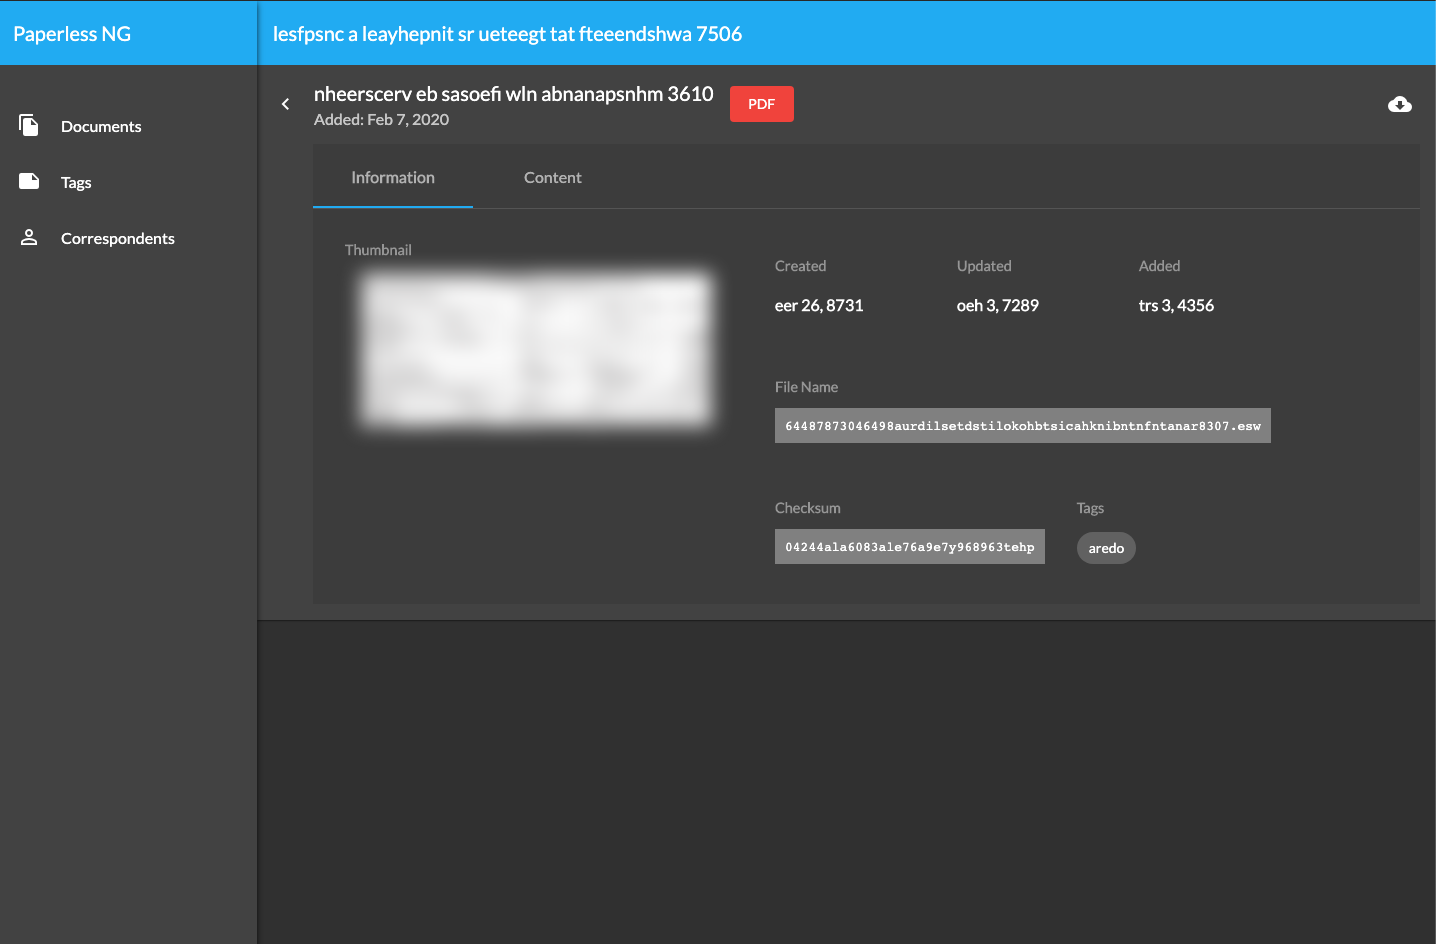 Paperless NG
lesfpsnc a leayhepnit sr ueteegt tat fteeendshwa 7506
Documents
Tags
Correspondents
nheerscerv eb sasoefi wln abnanapsnhm 3610
Added: Feb 7, 2020
PDF
Information
Content
Thumbnail
Created
Updated
Added
eer 26, 8731
oeh 3, 7289
trs 3, 4356
File Name
64487873046498aurdilsetdstilokohbtsicahknibntnfntanar8307.esw
Checksum
Tags
04244ala6083ale76a9e7y968963tehp
aredo